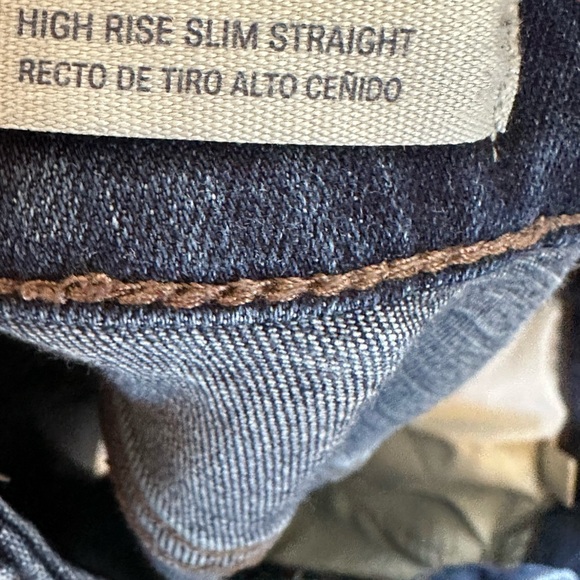 HIGH RISE SLIM STRAIGHT
RECTO DE TIRO ALTO CEÑIDO